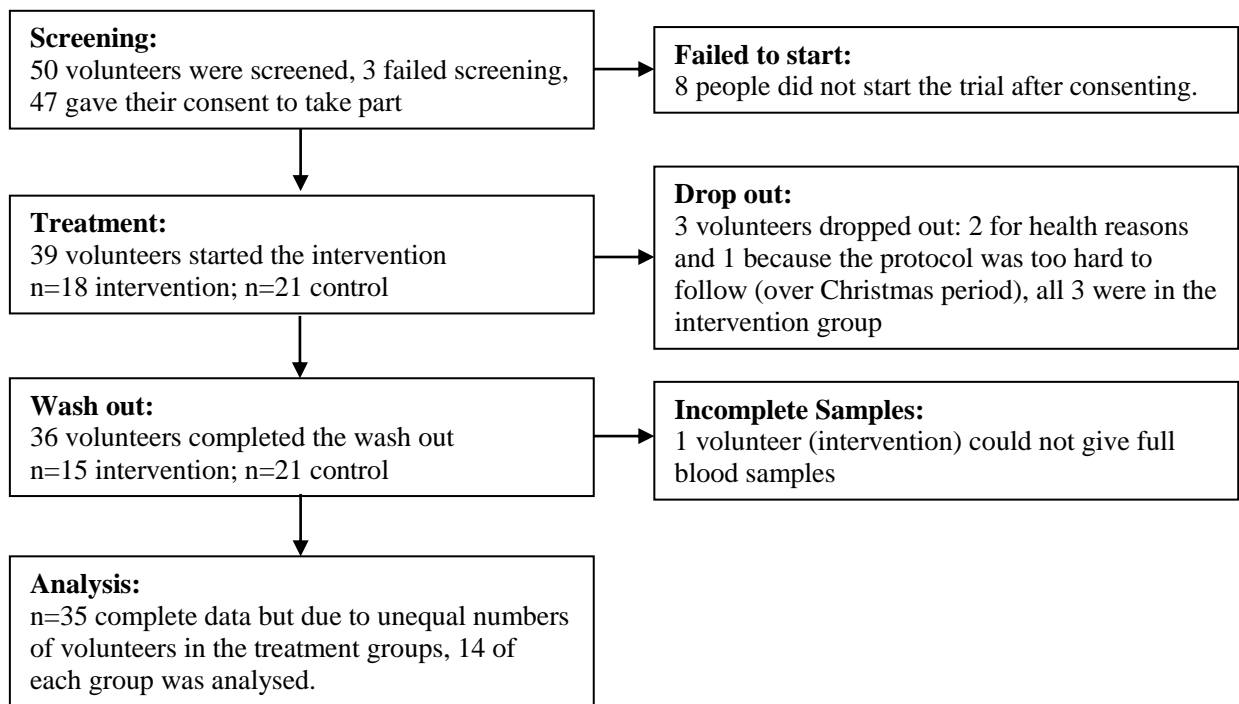 Screening:
50 volunteers were screened, 3 failed screening,
47 gave their consent to take part
Failed to start:
8 people did not start the trial after consenting.
Treatment:
39 volunteers started the intervention
n=18 intervention; n=21 control
Drop out:
3 volunteers dropped out: 2 for health reasons
and 1 because the protocol was too hard to
follow (over Christmas period), all 3 were in the
intervention group
Wash out:
36 volunteers completed the wash out
n=15 intervention; n=21 control
Incomplete Samples:
1 volunteer (intervention) could not give full
blood samples
Analysis:
n=35 complete data but due to unequal numbers
of volunteers in the treatment groups, 14 of
each group was analysed.